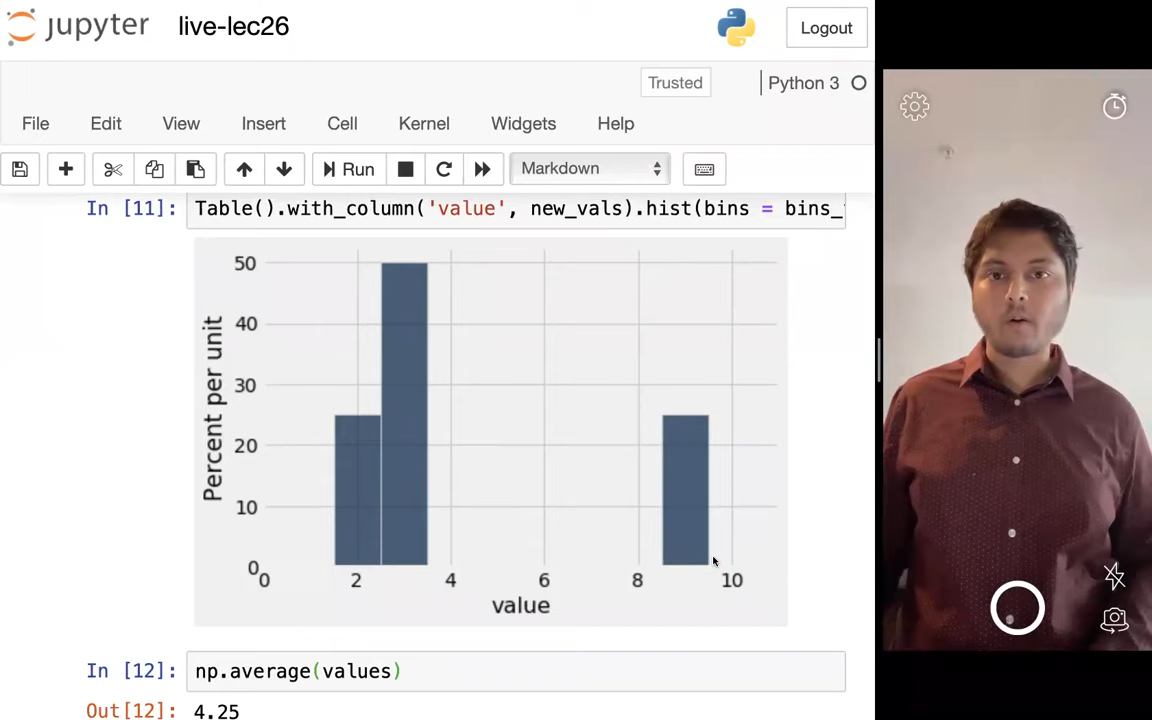 jupyter live-lec26 Logout
Trusted Python 3
File Edit View Insert Cell Kernel Widgets Help
Run Markdown
In [11]: Table().with_column('value', new_vals).hist(bins = bins_
50
40
30
20
10
0
Percent per unit
0 2 4 6 8 10
value
In [12]: np.average(values)
Out[12]: 4.25